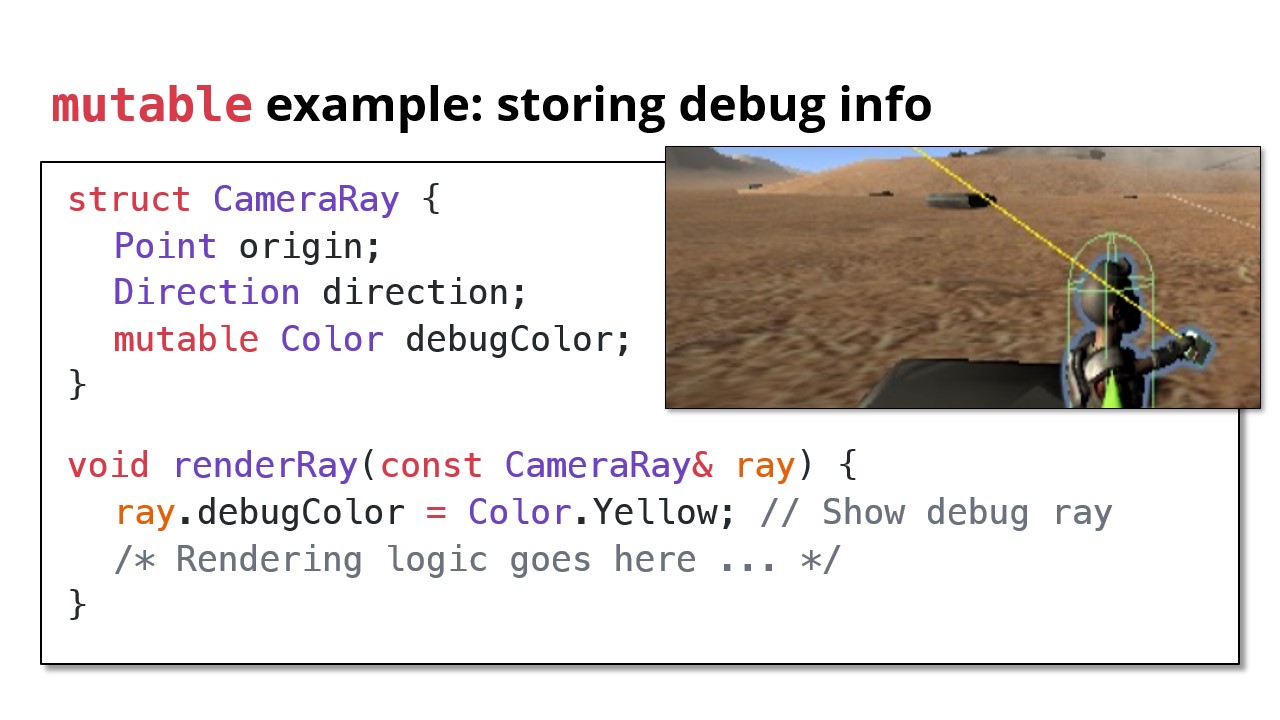 mutable example: storing debug info
struct CameraRay {
Point origin;
Direction direction;
mutable Color debugColor;
}
void renderRay(const CameraRay& ray) {
ray.debugColor = Color.Yellow; // Show debug ray
/* Rendering logic goes here ... */
}